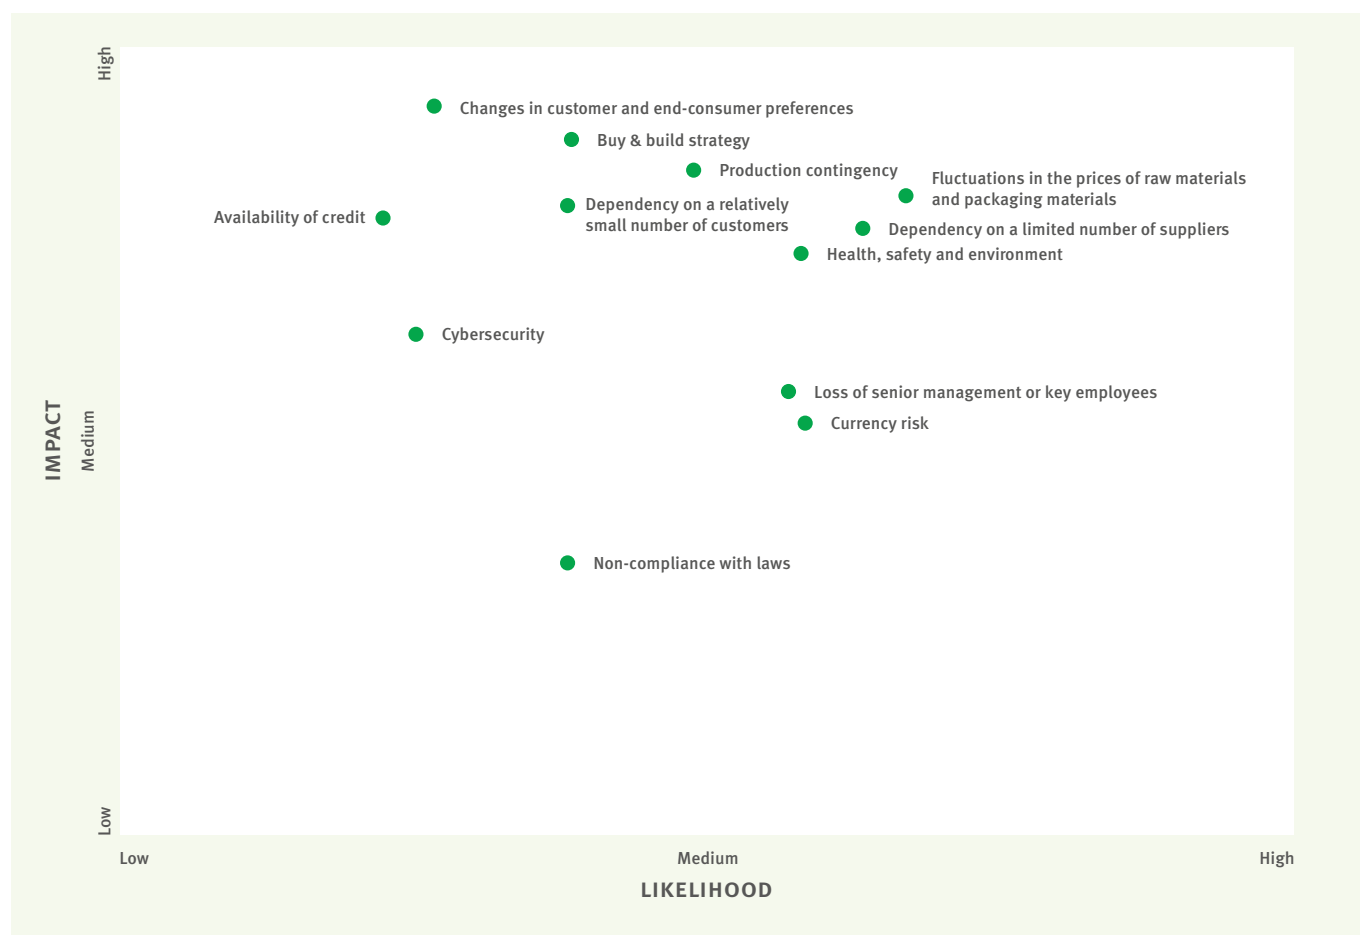 High
Changes in customer and end-consumer preferences
Buy & build strategy
Production contingency
Fluctuations in the prices of raw materials
and packaging materials
Dependency on a relatively
small number of customers
Availability of credit
Dependency on a limited number of suppliers
Health, safety and environment
Cybersecurity
Loss of senior management or key employees
Currency risk
IMPACT
Medium
Non-compliance with laws
Low
Low
Medium
High
LIKELIHOOD